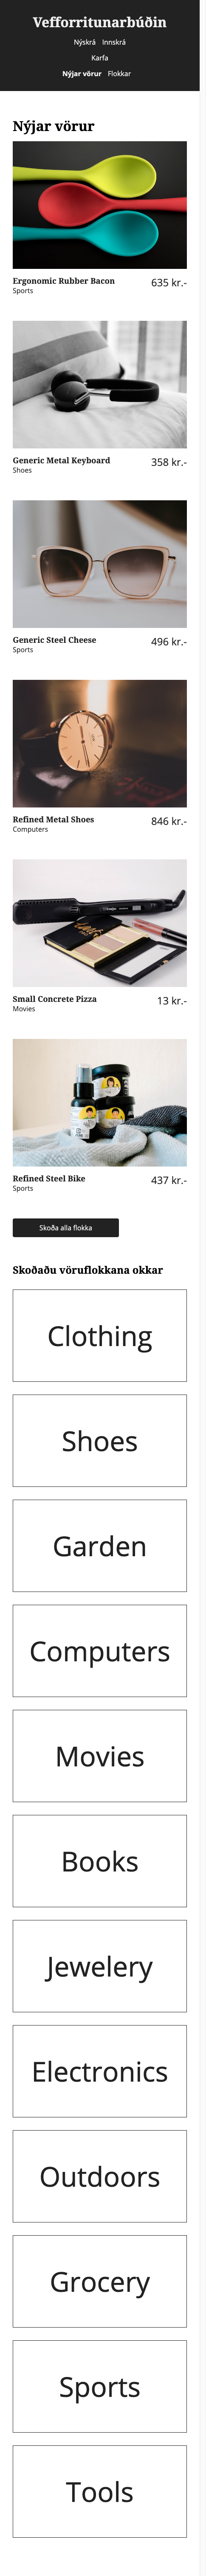 Vefforritunarbúðin
Nýskrá Innskrá
Karfa
Nýjar vörur Flokkar
Nýjar vörur
Ergonomic Rubber Bacon 635 kr.-
Sports
Generic Metal Keyboard 358 kr.-
Shoes
Generic Steel Cheese 496 kr.-
Sports
Refined Metal Shoes 846 kr.-
Computers
Small Concrete Pizza 13 kr.-
Movies
Refined Steel Bike 437 kr.-
Sports
Skoða alla flokka
Skoðaðu vöruflokkana okkar
Clothing
Shoes
Garden
Computers
Movies
Books
Jewelery
Electronics
Outdoors
Grocery
Sports
Tools